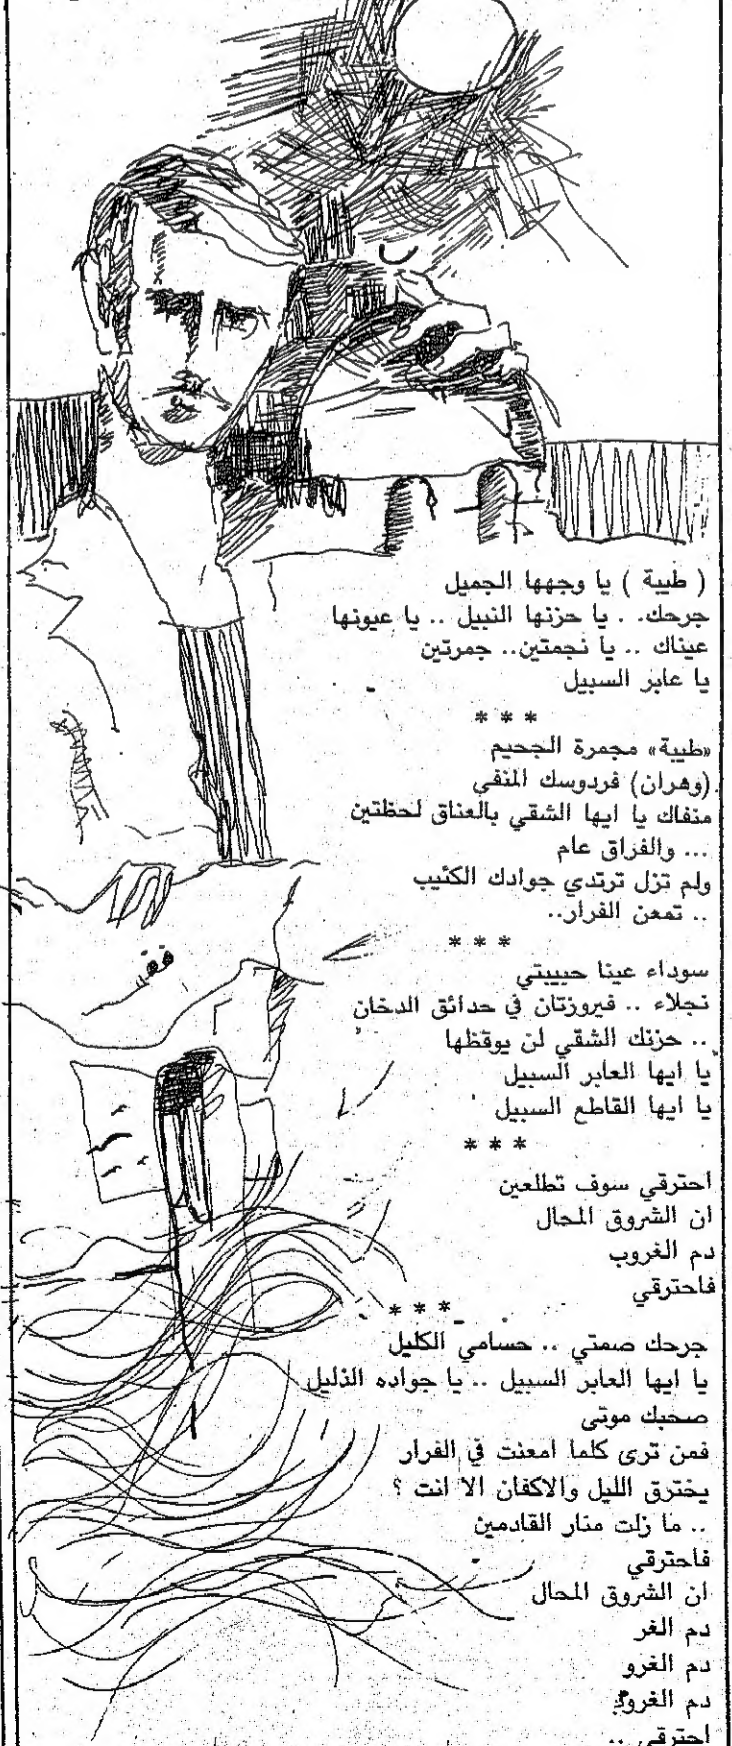 ( طيبة ) يا وجهها الجميل
جرحك. . يا حزنها النبيل .. يا عيونها
عيناك .. يا نجمتين.. جمرتين
يا عابر السبيل
* * *
«طيبة» مجمرة الجحيم
(وهران) فردوسك المنفي
منفاك يا ايها الشقي بالعناق لحظتين
... والفراق عام
ولم تزل ترتدي جوادك الكئيب
.. تمعن الفرار..
* * *
سوداء عينا حبيبتي
نجلاء .. فيروزتان في حدائق الدخان
.. حزنك الشقي لن يوقظها
يا ايها العابر السبيل
يا ايها القاطع السبيل
* * *
احترقي سوف تطلعين
ان الشروق المحال
دم الغروب
فاحترقي
* * *
جرحك صمتي .. حسامي الكليل
يا ايها العابر السبيل .. يا جواده الذليل
صحبك موتى
فمن ترى كلما امعنت في الفرار
يخترق الليل والاكفان الا انت ؟
.. ما زلت منار القادمين
فاحترقي
ان الشروق المحال
دم الغر
دم الغرو
دم الغروب
احترقي ..